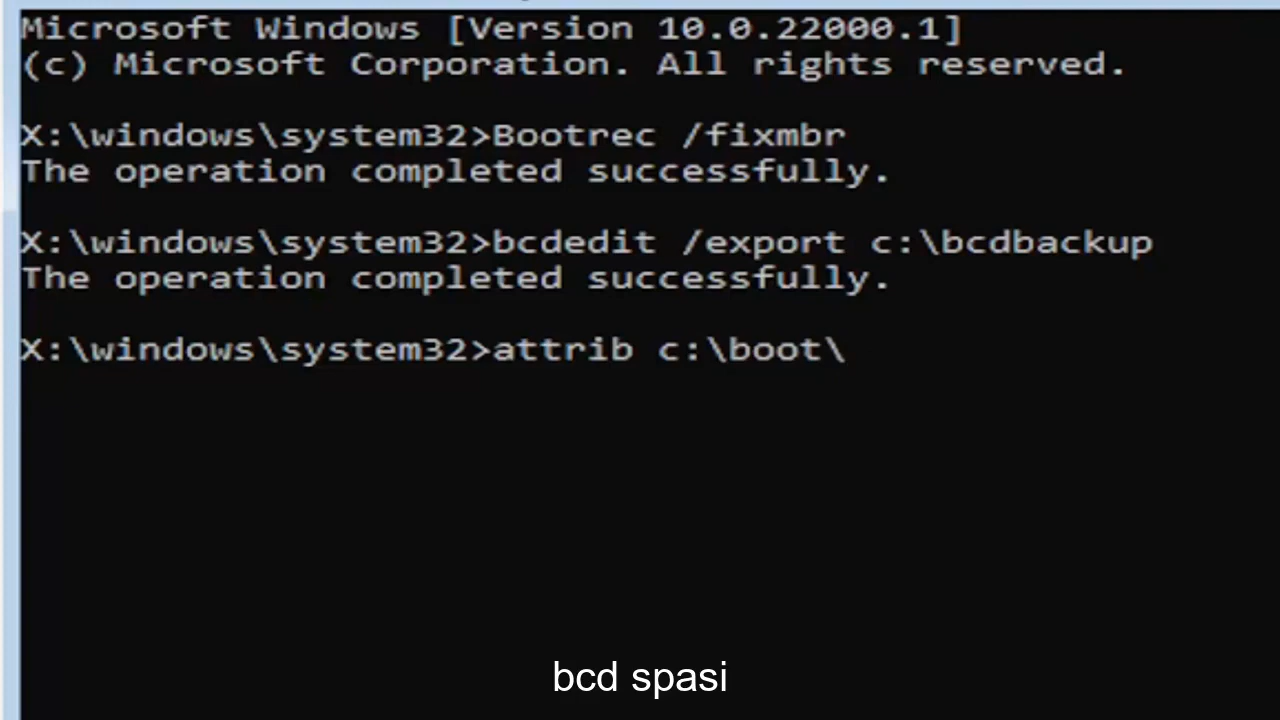 Microsoft Windows [Version 10.0.22000.1]
(c) Microsoft Corporation. All rights reserved.
X:\windows\system32>Bootrec /fixmbr
The operation completed successfully.
X:\windows\system32>bcdedit /export c:\bcdbackup
The operation completed successfully.
X:\windows\system32>attrib c:\boot\
bcd spasi